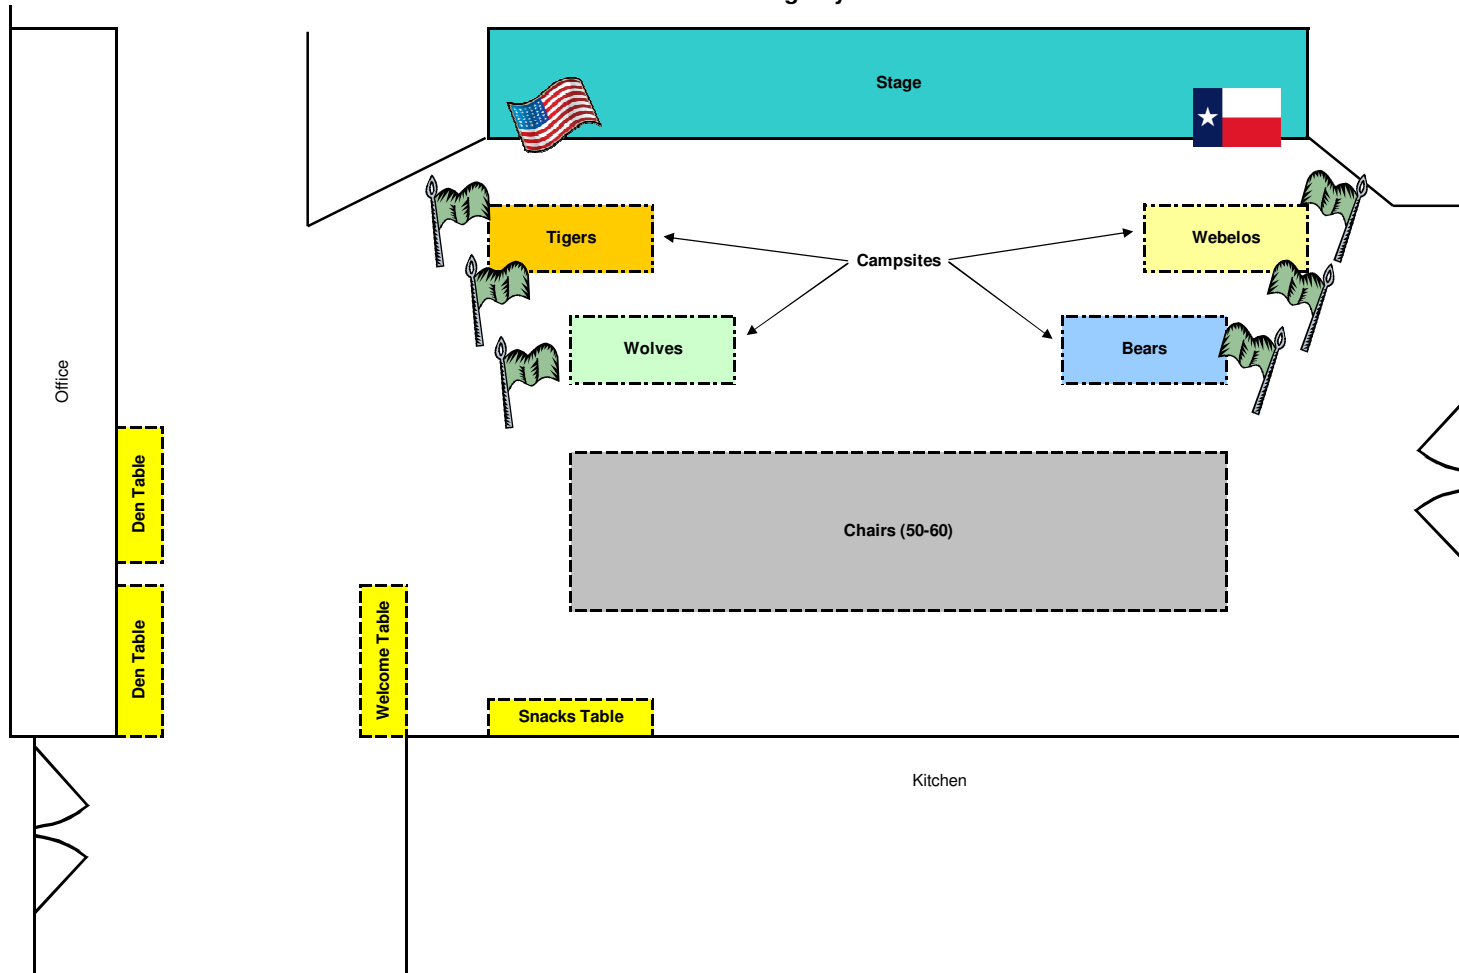 Stage
Tigers
Webelos
Campsites
Wolves
Bears
Office
Den Table
Chairs (50-60)
Den Table
Welcome Table
Snacks Table
Kitchen